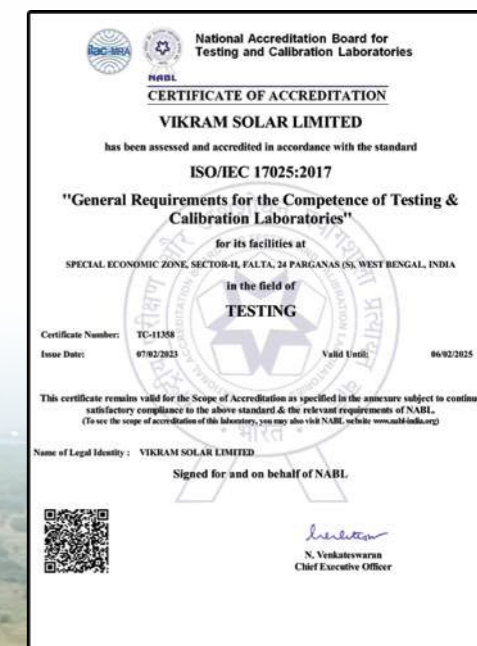 ilac-MRA
NABL
National Accreditation Board for
Testing and Calibration Laboratories
CERTIFICATE OF ACCREDITATION
VIKRAM SOLAR LIMITED
has been assessed and accredited in accordance with the standard
ISO/IEC 17025:2017
"General Requirements for the Competence of Testing &
Calibration Laboratories"
for its facilities at
SPECIAL ECONOMIC ZONE, SECTOR-II, FALTA, 24 PARGANAS (S), WEST BENGAL, INDIA
in the field of
TESTING
Certificate Number: TC-11358
Issue Date: 07/02/2023 Valid Until: 06/02/2025
This certificate remains valid for the Scope of Accreditation as specified in the annexure subject to continu
satisfactory compliance to the above standard & the relevant requirements of NABL.
(To see the scope of accreditation of this laboratory, you may also visit NABL website www.nabl-india.org)
Name of Legal Identity : VIKRAM SOLAR LIMITED
Signed for and on behalf of NABL
N. Venkateswaran
Chief Executive Officer